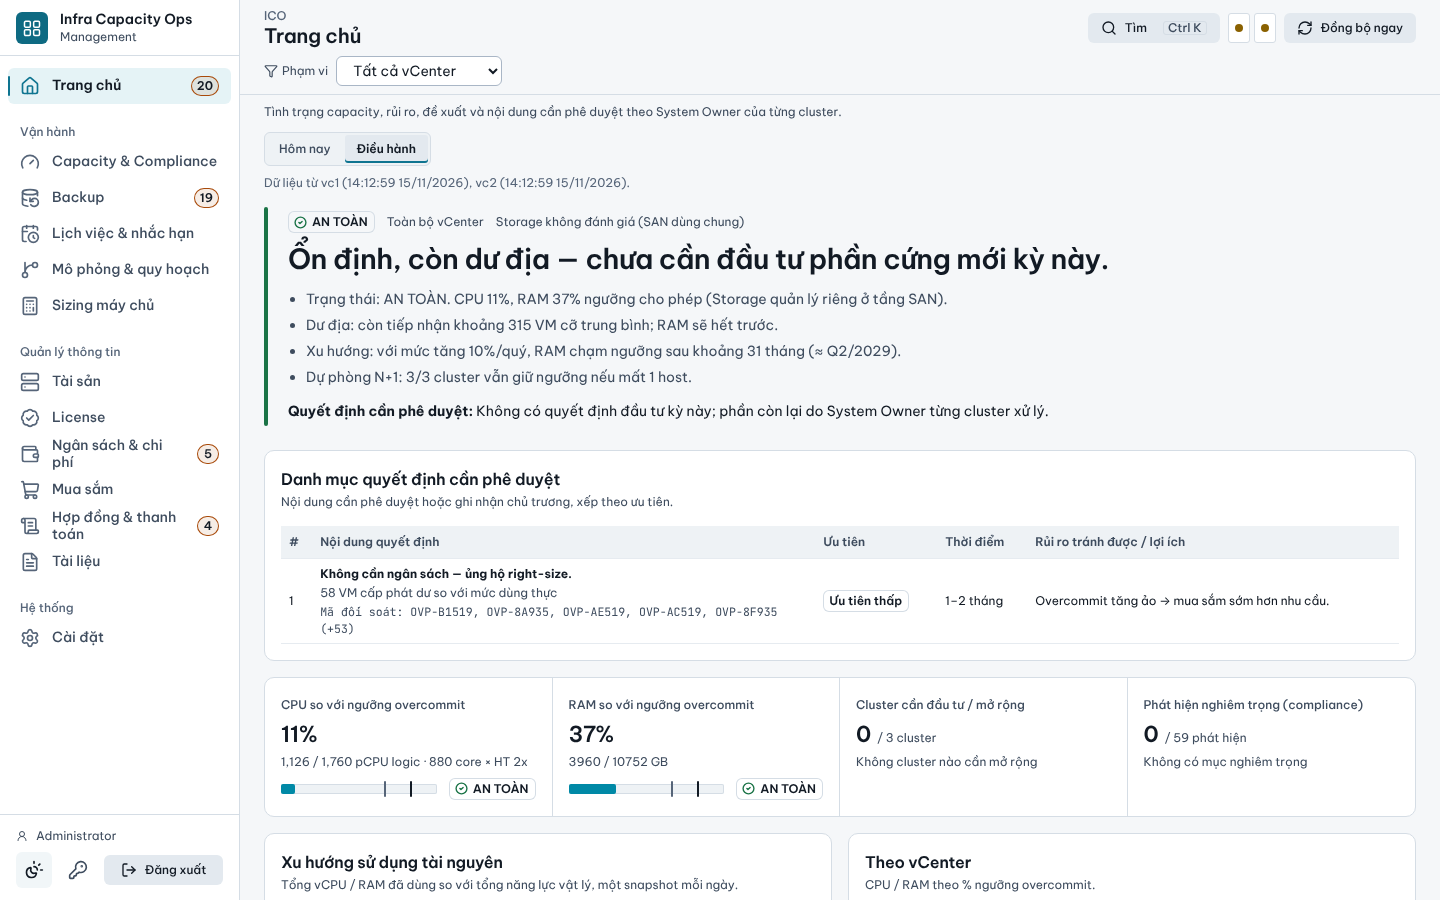 Infra Capacity Ops
Management
Trang chủ 20
Vận hành
Capacity & Compliance
Backup 19
Lịch việc & nhắc hạn
Mô phỏng & quy hoạch
Sizing máy chủ
Quản lý thông tin
Tài sản
License
Ngân sách & chi
phí 5
Mua sắm
Hợp đồng & thanh
toán 4
Tài liệu
Hệ thống
Cài đặt
Administrator
Đăng xuất
ICO
Trang chủ
Tìm Ctrl K
Đồng bộ ngay
Phạm vi Tất cả vCenter
Tình trạng capacity, rủi ro, đề xuất và nội dung cần phê duyệt theo System Owner của từng cluster.
Hôm nay Điều hành
Dữ liệu từ vc1 (14:12:59 15/11/2026), vc2 (14:12:59 15/11/2026).
AN TOÀN Toàn bộ vCenter Storage không đánh giá (SAN dùng chung)
Ổn định, còn dư địa — chưa cần đầu tư phần cứng mới kỳ này.
• Trạng thái: AN TOÀN. CPU 11%, RAM 37% ngưỡng cho phép (Storage quản lý riêng ở tầng SAN).
• Dư địa: còn tiếp nhận khoảng 315 VM cỡ trung bình; RAM sẽ hết trước.
• Xu hướng: với mức tăng 10%/quý, RAM chạm ngưỡng sau khoảng 31 tháng (≈ Q2/2029).
• Dự phòng N+1: 3/3 cluster vẫn giữ ngưỡng nếu mất 1 host.
Quyết định cần phê duyệt: Không có quyết định đầu tư kỳ này; phần còn lại do System Owner từng cluster xử lý.
Danh mục quyết định cần phê duyệt
Nội dung cần phê duyệt hoặc ghi nhận chủ trương, xếp theo ưu tiên.
# Nội dung quyết định Ưu tiên Thời điểm Rủi ro tránh được / lợi ích
Không cần ngân sách — ủng hộ right-size.
58 VM cấp phát dư so với mức dùng thực
1 Mã đối soát: OVP-B1519, OVP-8A935, OVP-AE519, OVP-AC519, OVP-8F935
(+53)
Ưu tiên thấp 1–2 tháng Overcommit tăng ảo → mua sắm sớm hơn nhu cầu.
CPU so với ngưỡng overcommit
11%
1,126 / 1,760 pCPU logic · 880 core × HT 2x
AN TOÀN
RAM so với ngưỡng overcommit
37%
3960 / 10752 GB
AN TOÀN
Cluster cần đầu tư / mở rộng
0 / 3 cluster
Không cluster nào cần mở rộng
Phát hiện nghiêm trọng (compliance)
0 / 59 phát hiện
Không có mục nghiêm trọng
Xu hướng sử dụng tài nguyên
Tổng vCPU / RAM đã dùng so với tổng năng lực vật lý, một snapshot mỗi ngày.
Theo vCenter
CPU / RAM theo % ngưỡng overcommit.